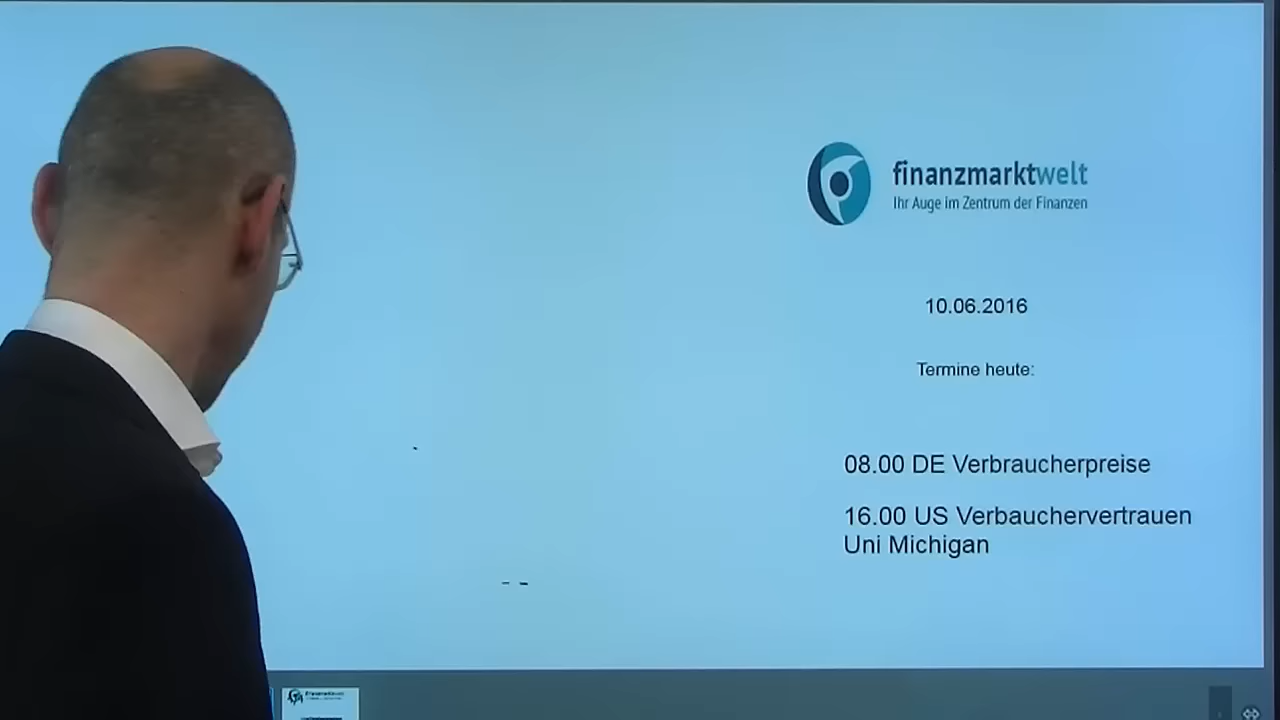 finanzmarktwelt
Ihr Auge im Zentrum der Finanzen
10.06.2016
Termine heute:
08.00 DE Verbraucherpreise
16.00 US Verbauchervertrauen
Uni Michigan